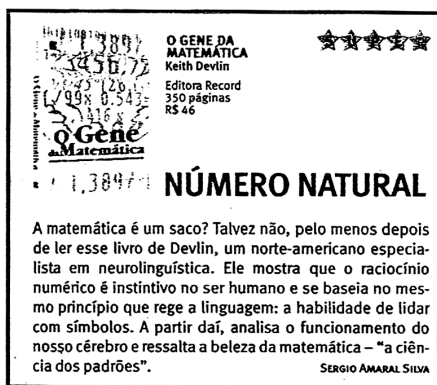 O GENE DA
MATEMÁTICA
Keith Devlin
Editora Record
350 páginas
R$ 46
O Gene
da Matemática
NÚMERO NATURAL
A matemática é um saco? Talvez não, pelo menos depois
de ler esse livro de Devlin, um norte-americano especia-
lista em neurolinguística. Ele mostra que o raciocínio
numérico é instintivo no ser humano e se baseia no mes-
mo princípio que rege a linguagem: a habilidade de lidar
com símbolos. A partir daí, analisa o funcionamento do
nosso cérebro e ressalta a beleza da matemática – "a ciên-
cia dos padrões".
SERGIO AMARAL SILVA